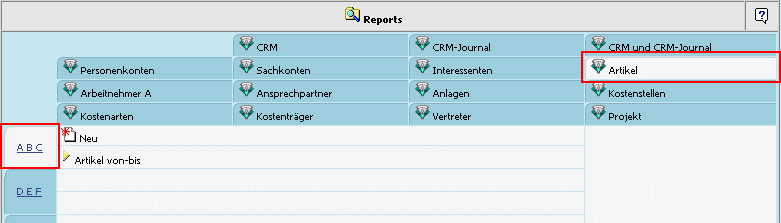 Reports
CRM CRM-Journal CRM und CRM-Journal
Personenkonten Sachkonten Interessenten Artikel
Arbeitnehmer A Ansprechpartner Anlagen Kostenstellen
Kostenarten Kostenträger Vertreter Projekt
A B C Neu
Artikel von-bis
D E F